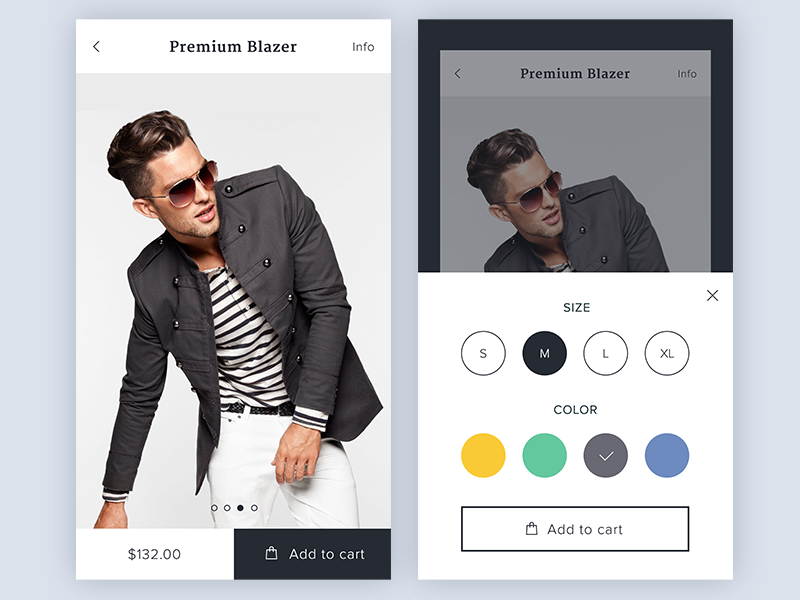 Premium Blazer
Info
$132.00
Add to cart
Premium Blazer
Info
SIZE
S
M
L
XL
COLOR
Add to cart